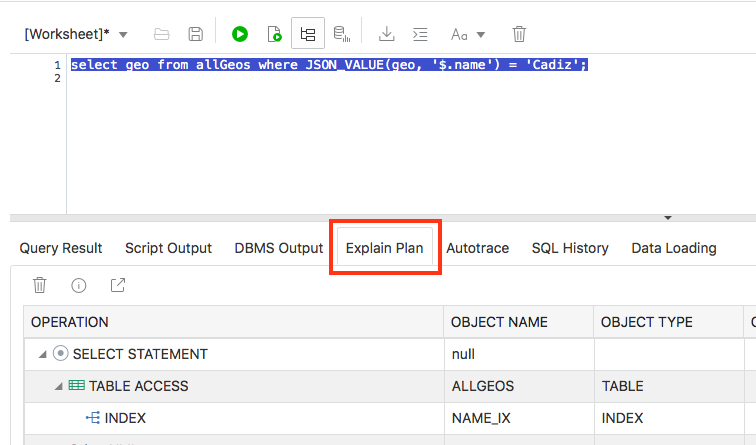 [Worksheet]*
Aa
1 select geo from allGeos where JSON_VALUE(geo, '$.name') = 'Cadiz';
2
Query Result Script Output DBMS Output Explain Plan Autotrace SQL History Data Loading
OPERATION OBJECT NAME OBJECT TYPE
SELECT STATEMENT null
TABLE ACCESS ALLGEOS TABLE
INDEX NAME_IX INDEX